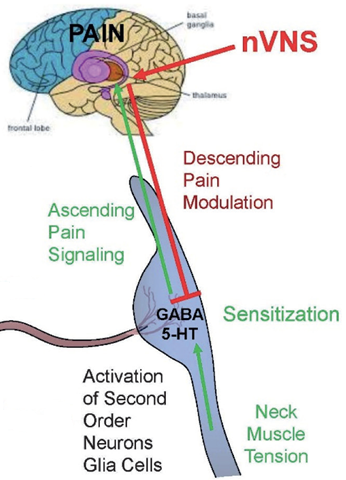 PAIN
basal
ganglia
nVNS
thalamus
frontal lobe
Descending
Pain
Modulation
Ascending
Pain
Signaling
GABA
5-HT
Sensitization
Activation
of Second
Order
Neurons
Glia Cells
Neck
Muscle
Tension